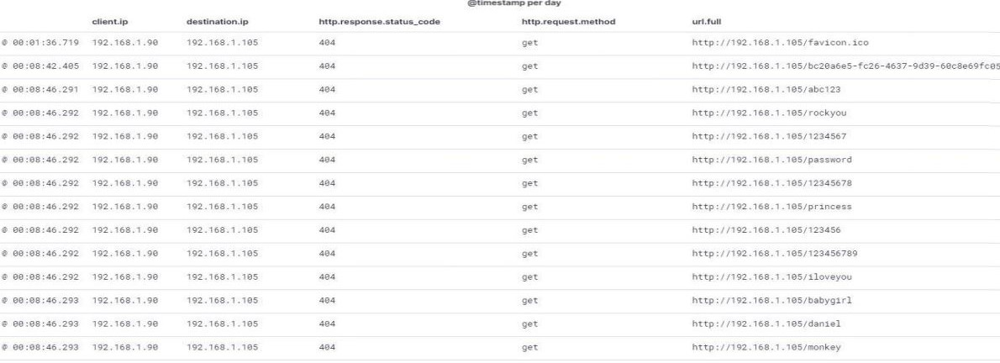 @timestamp per day
client.ip destination.ip http.response.status_code http.request.method url.full
@ 00:01:36.719 192.168.1.90 192.168.1.105 404 get http://192.168.1.105/favicon.ico
@ 00:08:42.405 192.168.1.90 192.168.1.105 404 get http://192.168.1.105/bc20a6e5-fc26-4637-9d39-60c8e69fc05
@ 00:08:46.291 192.168.1.90 192.168.1.105 404 get http://192.168.1.105/abc123
@ 00:08:46.292 192.168.1.90 192.168.1.105 404 get http://192.168.1.105/rockyou
@ 00:08:46.292 192.168.1.90 192.168.1.105 404 get http://192.168.1.105/1234567
@ 00:08:46.292 192.168.1.90 192.168.1.105 404 get http://192.168.1.105/password
@ 00:08:46.292 192.168.1.90 192.168.1.105 404 get http://192.168.1.105/12345678
@ 00:08:46.292 192.168.1.90 192.168.1.105 404 get http://192.168.1.105/princess
@ 00:08:46.292 192.168.1.90 192.168.1.105 404 get http://192.168.1.105/123456
@ 00:08:46.292 192.168.1.90 192.168.1.105 404 get http://192.168.1.105/123456789
@ 00:08:46.292 192.168.1.90 192.168.1.105 404 get http://192.168.1.105/iloveyou
@ 00:08:46.293 192.168.1.90 192.168.1.105 404 get http://192.168.1.105/babygirl
@ 00:08:46.293 192.168.1.90 192.168.1.105 404 get http://192.168.1.105/daniel
@ 00:08:46.293 192.168.1.90 192.168.1.105 404 get http://192.168.1.105/monkey